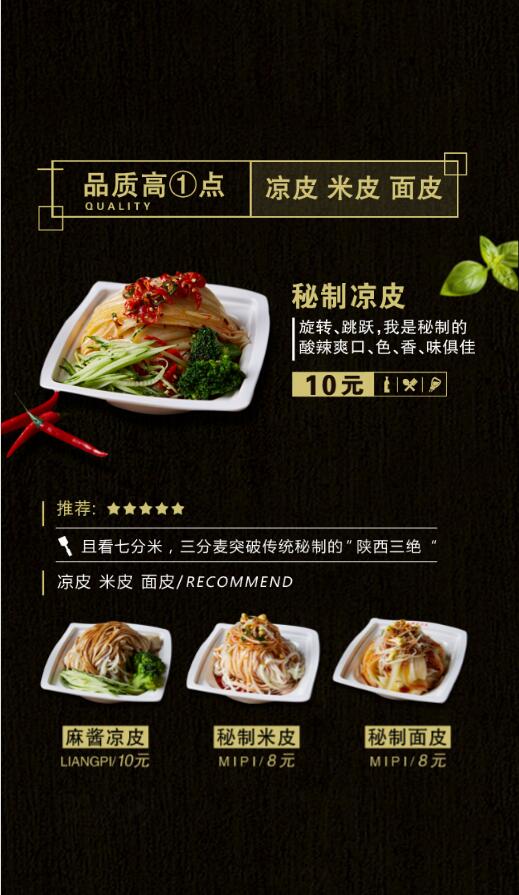 品质高①点
QUALITY
凉皮 米皮 面皮
秘制凉皮
旋转、跳跃,我是秘制的
酸辣爽口、色、香、味俱佳
10元
推荐: ★★★★★
且看七分米，三分麦突破传统秘制的"陕西三绝 "
凉皮 米皮 面皮/RECOMMEND
麻酱凉皮
LIANGPI/10元
秘制米皮
MIPI/8元
秘制面皮
MIPI/8元